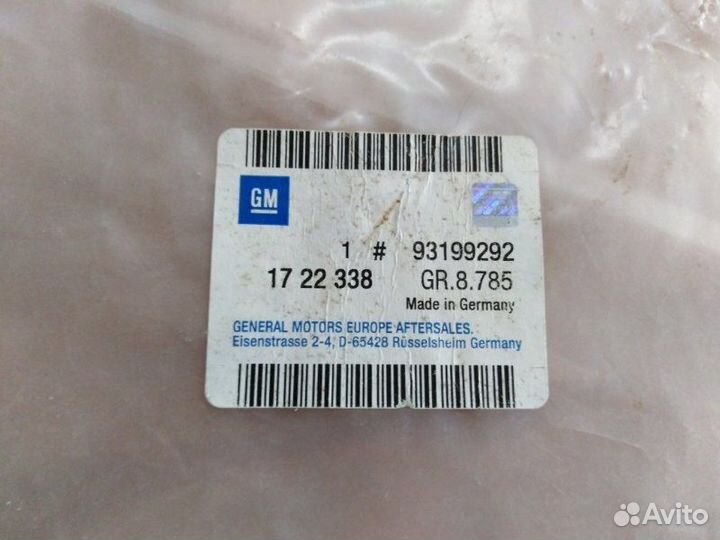 GM
1 # 93199292
17 22 338 GR.8.785
Made in Germany
GENERAL MOTORS EUROPE AFTERSALES.
Eisenstrasse 2-4, D-65428 Rüsselsheim Germany
Avito